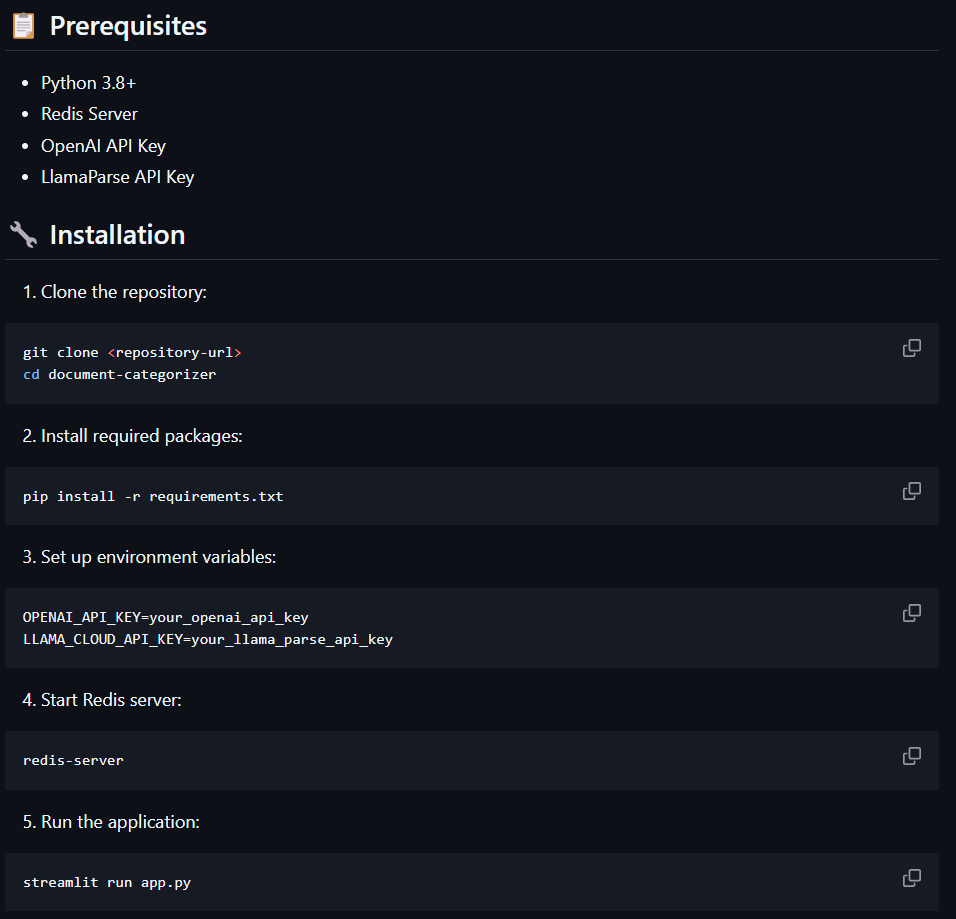 Prerequisites
Python 3.8+
Redis Server
OpenAI API Key
LlamaParse API Key
Installation
1. Clone the repository:
git clone <repository-url>
cd document-categorizer
2. Install required packages:
pip install -r requirements.txt
3. Set up environment variables:
OPENAI_API_KEY=your_openai_api_key
LLAMA_CLOUD_API_KEY=your_llama_parse_api_key
4. Start Redis server:
redis-server
5. Run the application:
streamlit run app.py